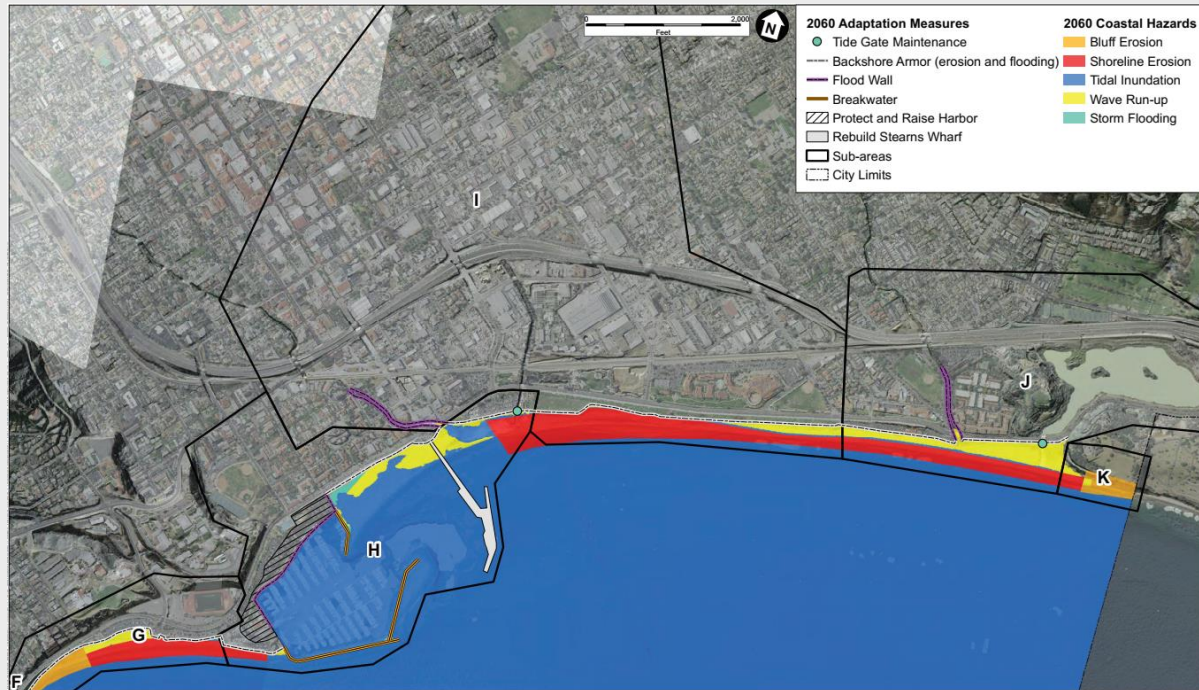 0 2,000
Feet
N
2060 Adaptation Measures
Tide Gate Maintenance
Backshore Armor (erosion and flooding)
Flood Wall
Breakwater
Protect and Raise Harbor
Rebuild Stearns Wharf
Sub-areas
City Limits
2060 Coastal Hazards
Bluff Erosion
Shoreline Erosion
Tidal Inundation
Wave Run-up
Storm Flooding
I
J
K
H
G
F